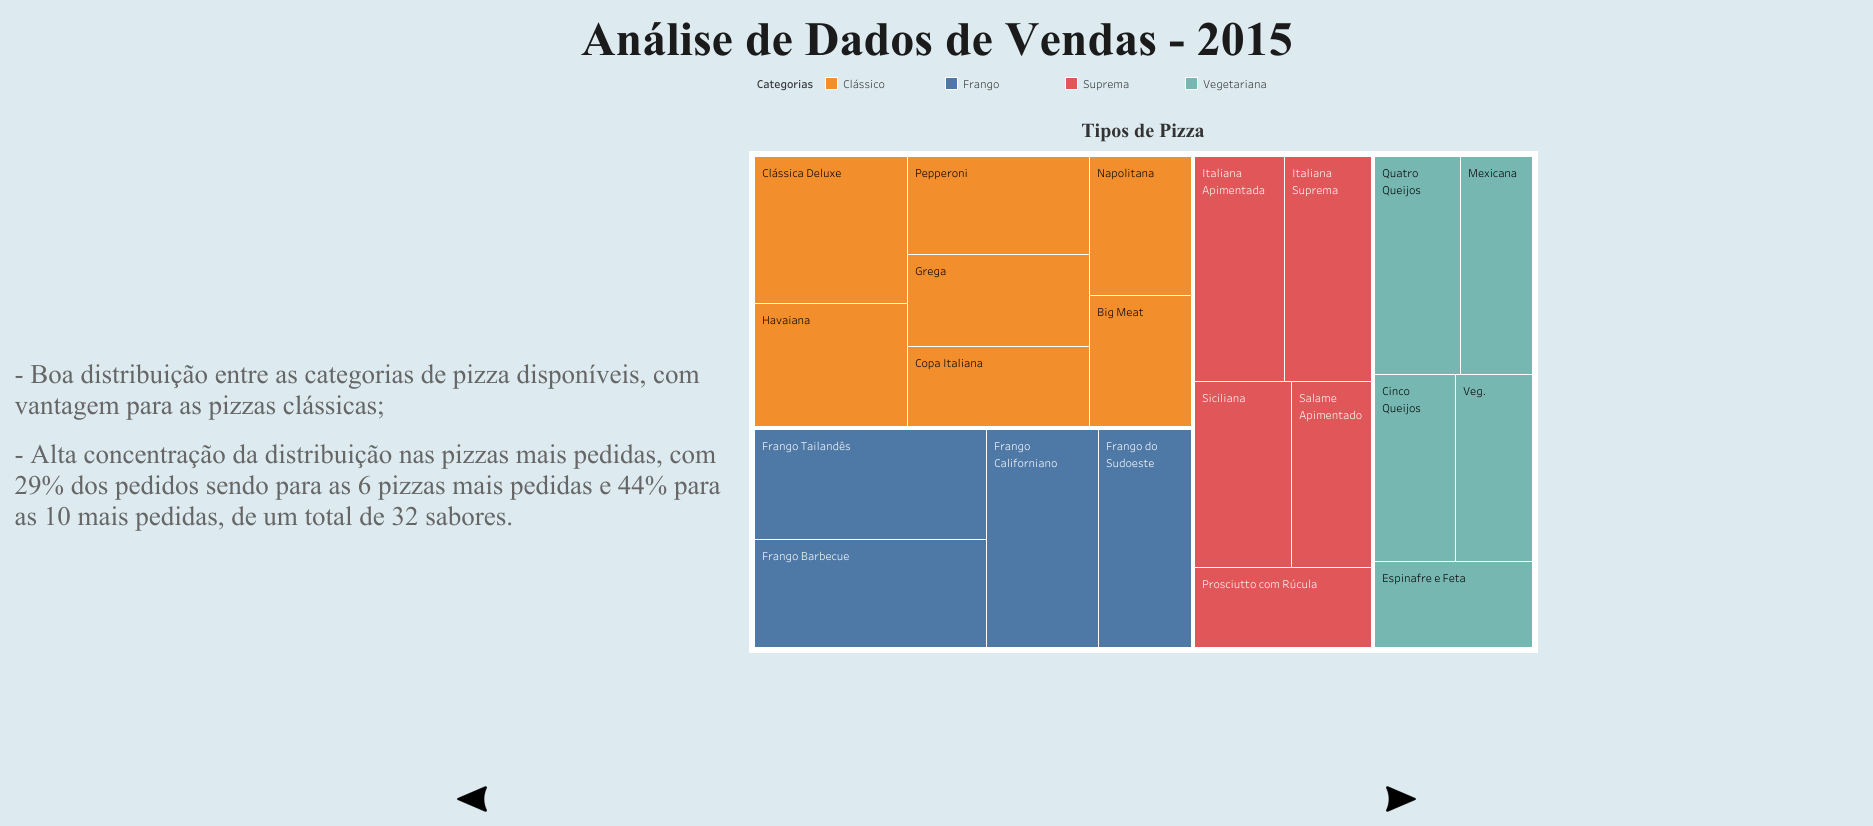 Análise de Dados de Vendas - 2015
Categorias Clássico Frango Suprema Vegetariana
Tipos de Pizza
Clássica Deluxe
Pepperoni
Napolitana
Italiana
Apimentada
Italiana
Suprema
Quatro
Queijos
Mexicana
Grega
Big Meat
Havaiana
Copa Italiana
- Boa distribuição entre as categorias de pizza disponíveis, com
vantagem para as pizzas clássicas;
- Alta concentração da distribuição nas pizzas mais pedidas, com
29% dos pedidos sendo para as 6 pizzas mais pedidas e 44% para
as 10 mais pedidas, de um total de 32 sabores.
Siciliana
Salame
Apimentado
Cinco
Queijos
Veg.
Frango Tailandês
Frango
Californiano
Frango do
Sudoeste
Frango Barbecue
Prosciutto com Rúcula
Espinafre e Feta